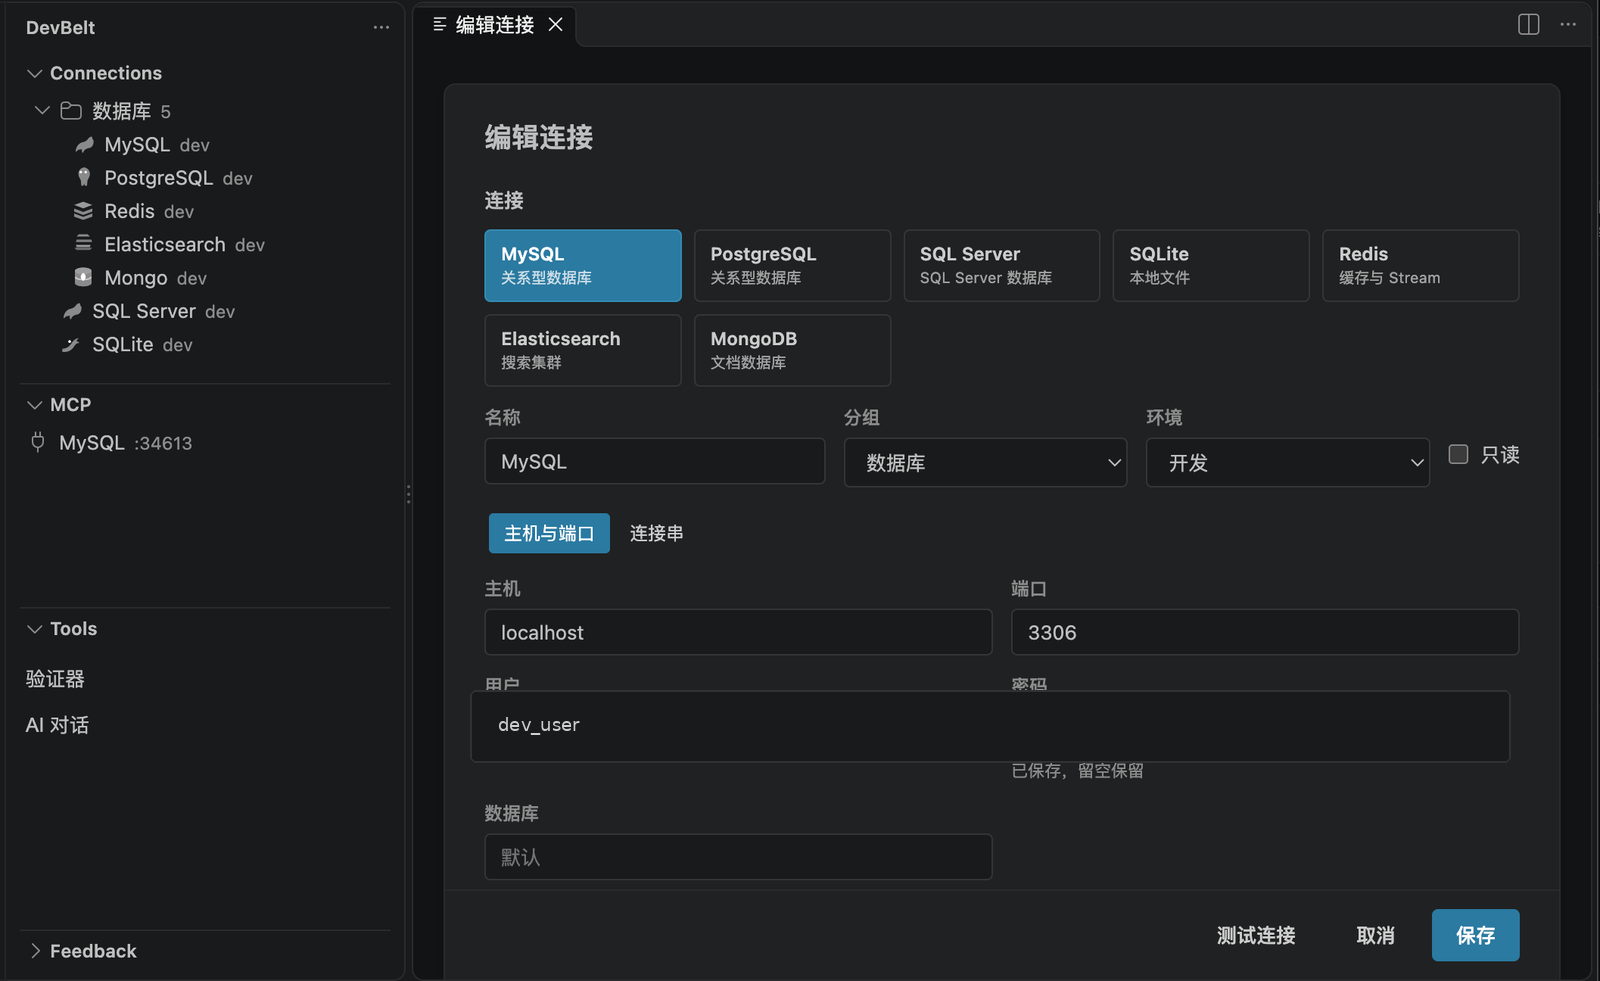 DevBelt
Connections
数据库 5
MySQL dev
PostgreSQL dev
Redis dev
Elasticsearch dev
Mongo dev
SQL Server dev
SQLite dev
MCP
MySQL :34613
Tools
验证器
AI 对话
Feedback
编辑连接
编辑连接
连接
MySQL
关系型数据库
PostgreSQL
关系型数据库
SQL Server
SQL Server 数据库
SQLite
本地文件
Redis
缓存与 Stream
Elasticsearch
搜索集群
MongoDB
文档数据库
名称
MySQL
分组
数据库
环境
开发
只读
主机与端口 连接串
主机
localhost
端口
3306
用户
密码
dev_user
已保存，留空保留
数据库
默认
测试连接 取消 保存